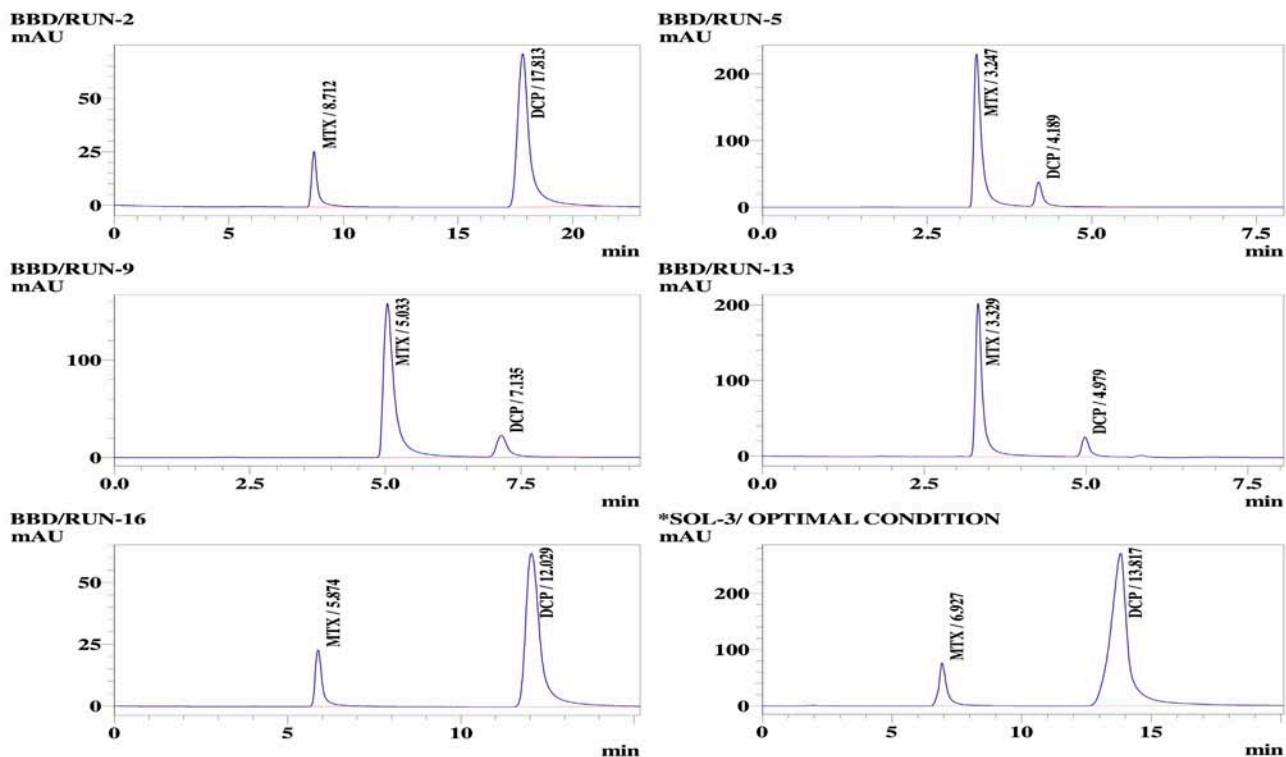 BBD/RUN-2
mAU
50
25
0
MTX / 8.712
DCP / 17.813
0 5 10 15 20
min
BBD/RUN-5
mAU
200
100
0
MTX / 3.247
DCP / 4.189
0.0 2.5 5.0 7.5
min
BBD/RUN-9
mAU
100
0
MTX / 5.033
DCP / 7.135
0.0 2.5 5.0 7.5
min
BBD/RUN-13
mAU
200
100
0
MTX / 3.329
DCP / 4.979
0.0 2.5 5.0 7.5
min
BBD/RUN-16
mAU
50
25
0
MTX / 5.874
DCP / 12.029
0 5 10
min
*SOL-3/ OPTIMAL CONDITION
mAU
200
100
0
MTX / 6.927
DCP / 13.817
0 5 10 15
min